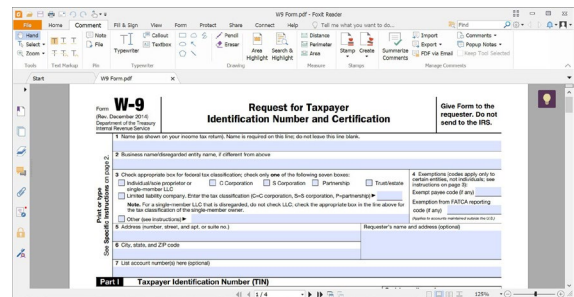 W9 Form.pdf - Foxit Reader
File Home Comment Fill & Sign View Form Protect Share Connect Help Tell me what you want to do... Find
Hand
Select
Zoom
Tools
Text Markup
Note
File
Pin
Typewriter
Callout
Textbox
Typewriter
Pencil
Eraser
Drawing
Area Highlight
Search & Highlight
Distance
Perimeter
Area
Measure
Stamp
Create
Stamps
Summarize Comments
Import
Export
FDF via Email
Comments
Popup Notes
Keep Tool Selected
Manage Comments
Start W9 Form.pdf
Form W-9
(Rev. December 2014)
Department of the Treasury
Internal Revenue Service
Request for Taxpayer
Identification Number and Certification
Give Form to the
requester. Do not
send to the IRS.
Print or type
See Specific Instructions on page 2.
1 Name (as shown on your income tax return). Name is required on this line; do not leave this line blank.
2 Business name/disregarded entity name, if different from above
3 Check appropriate box for federal tax classification; check only one of the following seven boxes:
Individual/sole proprietor or C Corporation S Corporation Partnership Trust/estate
single-member LLC
Limited liability company. Enter the tax classification (C=C corporation, S=S corporation, P=partnership) ▶
Note. For a single-member LLC that is disregarded, do not check LLC; check the appropriate box in the line above for
the tax classification of the single-member owner.
Other (see instructions) ▶
4 Exemptions (codes apply only to
certain entities, not individuals; see
instructions on page 3):
Exempt payee code (if any)
Exemption from FATCA reporting
code (if any)
(Applies to accounts maintained outside the U.S.)
5 Address (number, street, and apt. or suite no.)
Requester's name and address (optional)
6 City, state, and ZIP code
7 List account number(s) here (optional)
Part I Taxpayer Identification Number (TIN)
1 / 4
125%